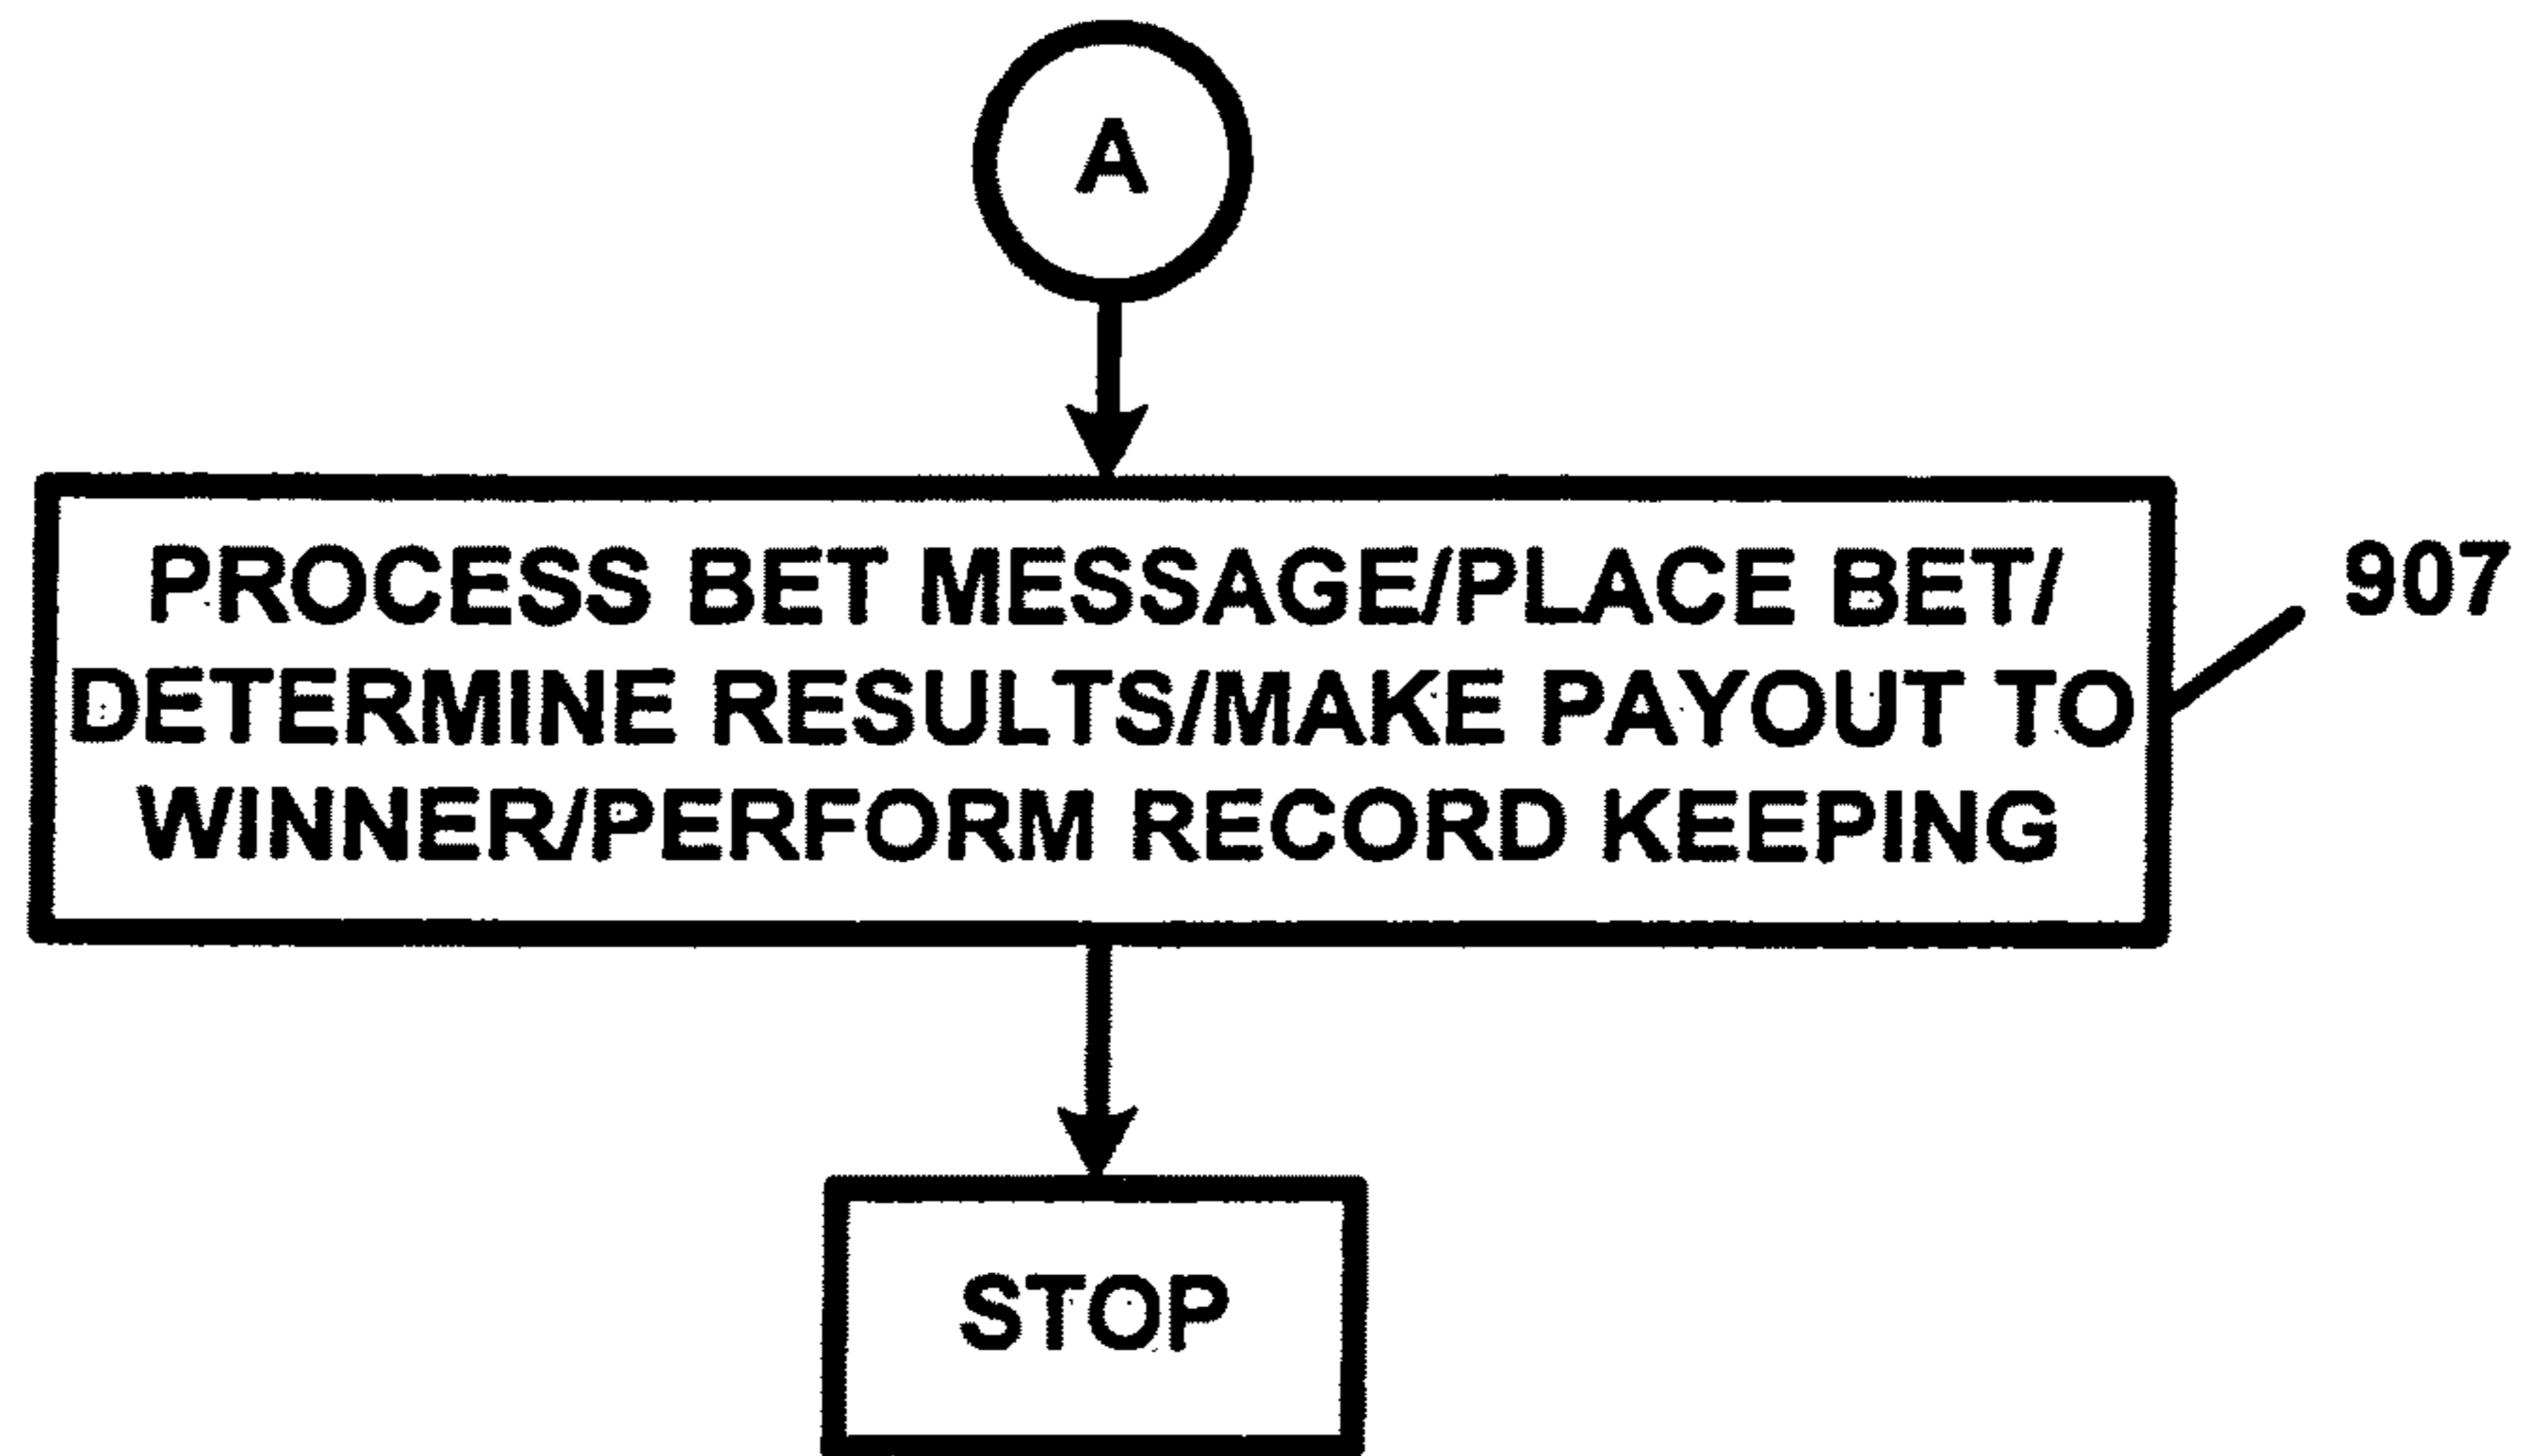 A
PROCESS BET MESSAGE/PLACE BET/
DETERMINE RESULTS/MAKE PAYOUT TO
WINNER/PERFORM RECORD KEEPING
907
STOP